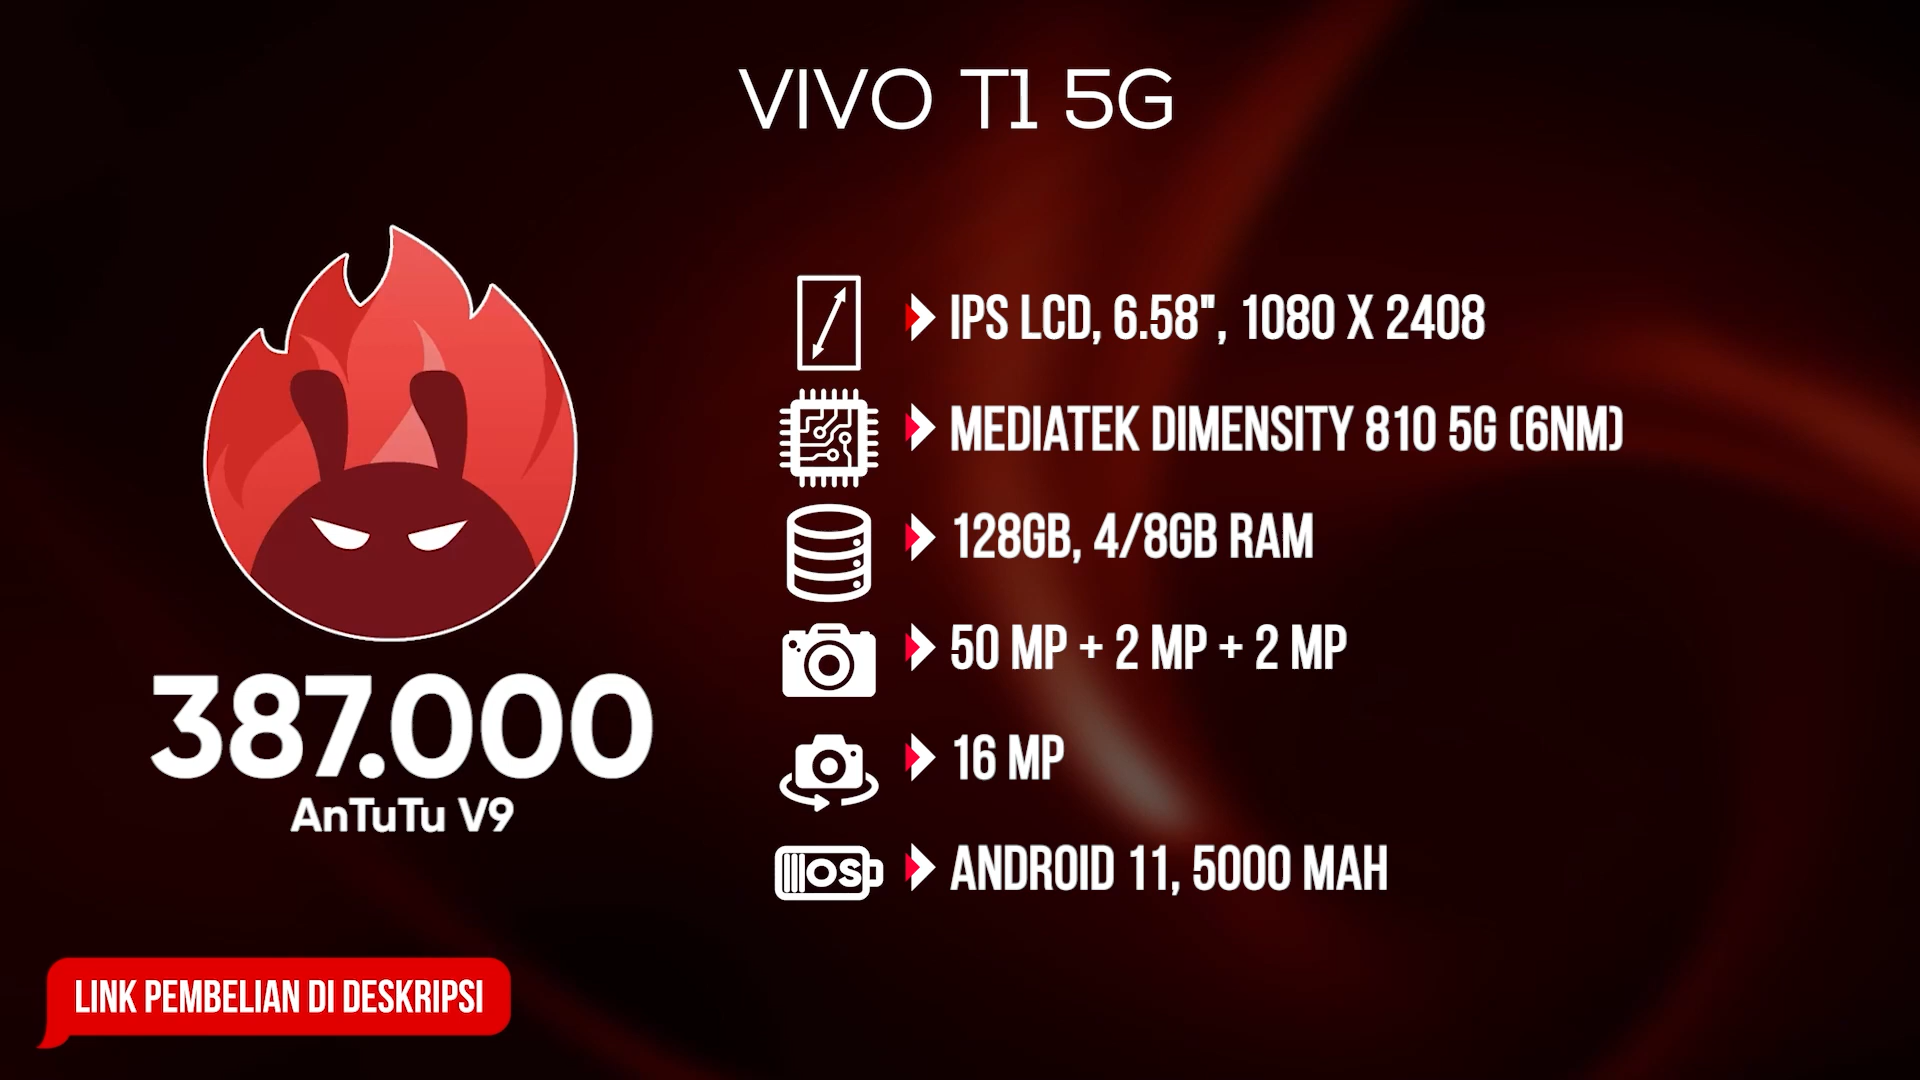 VIVO T1 5G
IPS LCD, 6.58", 1080 X 2408
MEDIATEK DIMENSITY 810 5G (6NM)
128GB, 4/8GB RAM
50 MP + 2 MP + 2 MP
16 MP
OS
ANDROID 11, 5000 MAH
387.000
AnTuTu V9
LINK PEMBELIAN DI DESKRIPSI